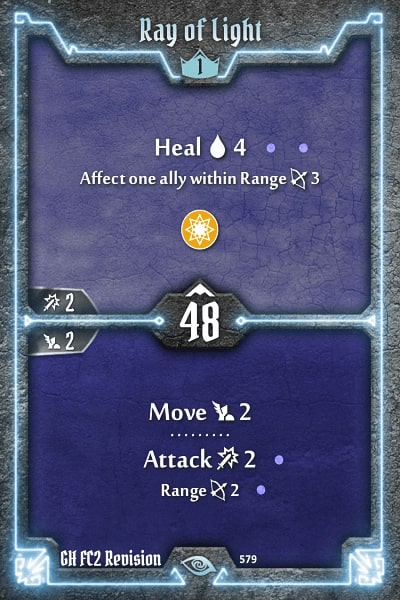 Ray of Light
1
Heal 4
Affect one ally within Range 3
2
48
2
Move 2
Attack 2
Range 2
GH FC2 Revision
579